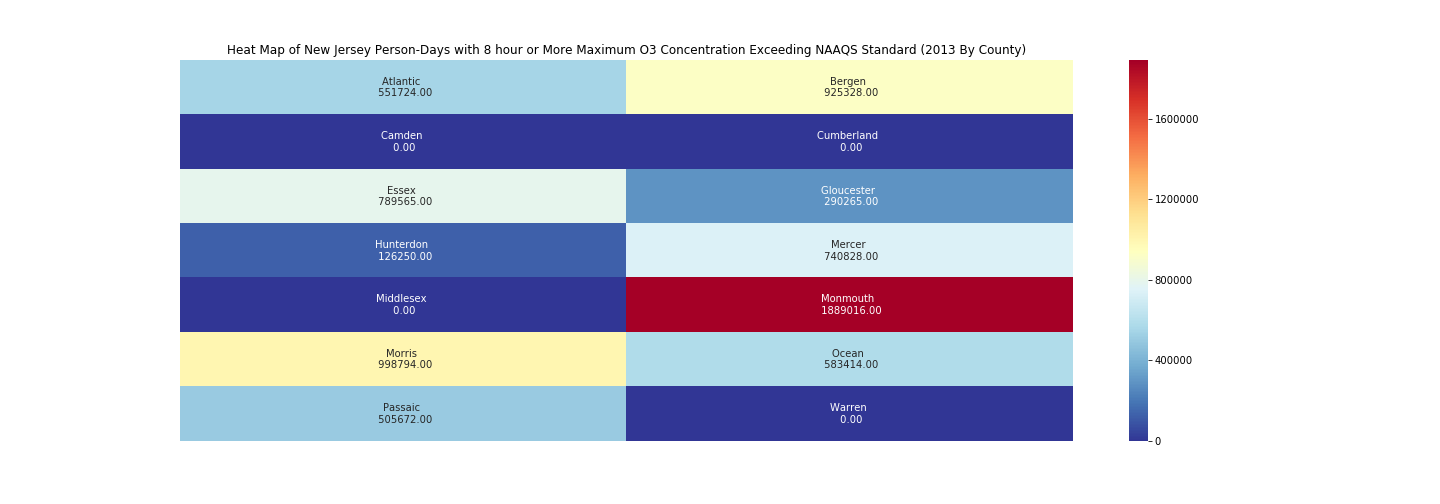 Heat Map of New Jersey Person-Days with 8 hour or More Maximum O3 Concentration Exceeding NAAQS Standard (2013 By County)
Atlantic
551724.00
Bergen
925328.00
Camden
0.00
Cumberland
0.00
Essex
789565.00
Gloucester
290265.00
Hunterdon
126250.00
Mercer
740828.00
Middlesex
0.00
Monmouth
1889016.00
Morris
998794.00
Ocean
583414.00
Passaic
505672.00
Warren
0.00
1600000
1200000
800000
400000
0